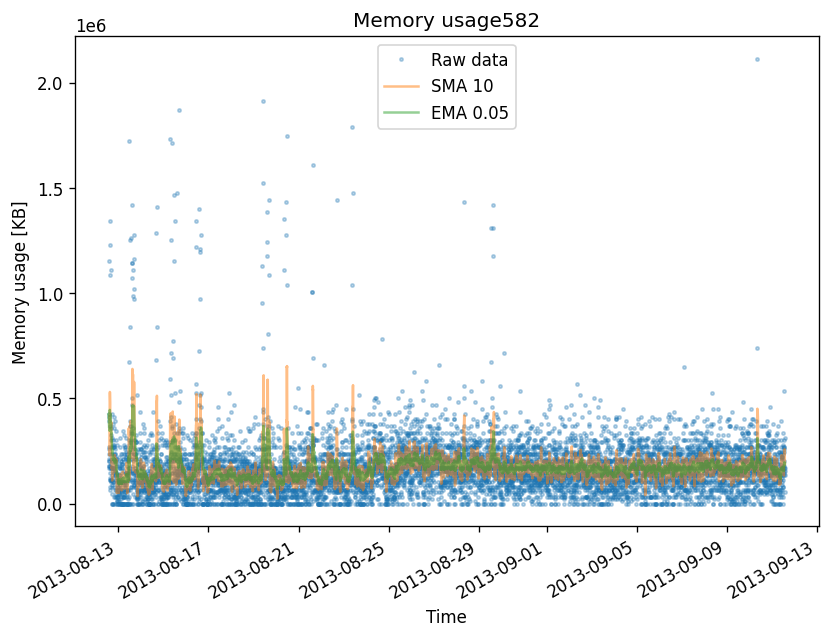 Memory usage582
1e6
Raw data
SMA 10
EMA 0.05
2.0
1.5
1.0
0.5
0.0
Memory usage [KB]
2013-08-13
2013-08-17
2013-08-21
2013-08-25
2013-08-29
2013-09-01
2013-09-05
2013-09-09
2013-09-13
Time